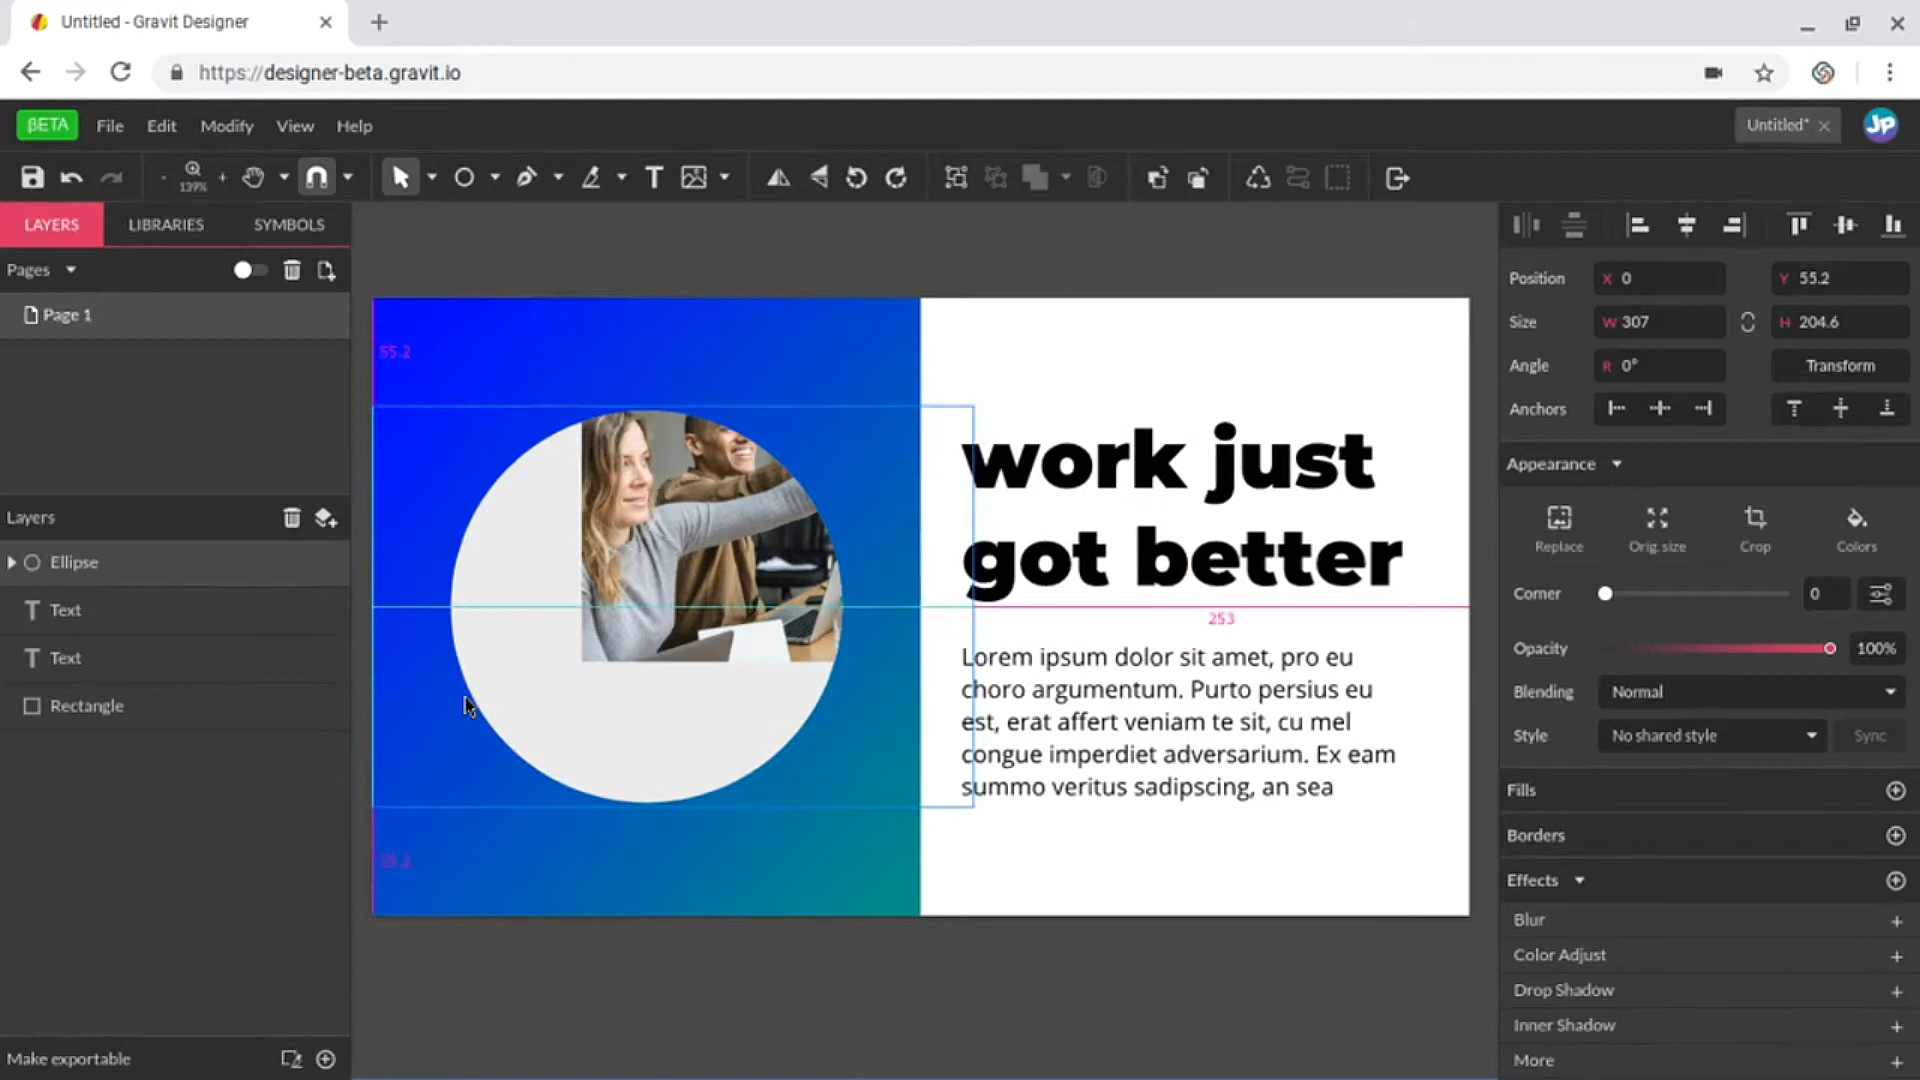 Untitled - Gravit Designer
https://designer-beta.gravit.io
βETA File Edit Modify View Help
Untitled*
JP
- 139% +
LAYERS LIBRARIES SYMBOLS
Pages
Page 1
Layers
Ellipse
Text
Text
Rectangle
Make exportable
55.2
work just
got better
253
Lorem ipsum dolor sit amet, pro eu
choro argumentum. Purto persius eu
est, erat affert veniam te sit, cu mel
congue imperdiet adversarium. Ex eam
summo veritus sadipscing, an sea
55.2
Position X 0 Y 55.2
Size W 307 H 204.6
Angle R 0° Transform
Anchors
Appearance
Replace Orig. size Crop Colors
Corner 0
Opacity 100%
Blending Normal
Style No shared style Sync
Fills
Borders
Effects
Blur +
Color Adjust +
Drop Shadow +
Inner Shadow +
More +